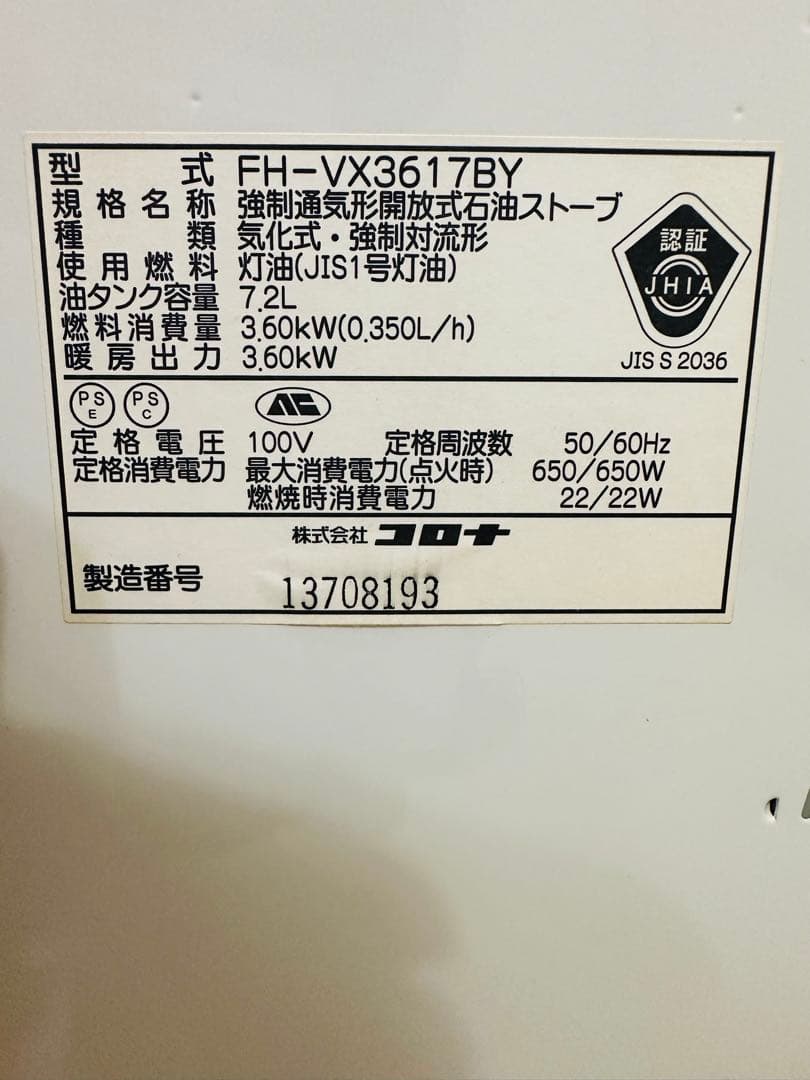 型式 FH-VX3617BY
規格名称 強制通気形開放式石油ストーブ
種類 気化式・強制対流形
使用燃料 灯油(JIS1号灯油)
油タンク容量 7.2L
燃料消費量 3.60kW(0.350L/h)
暖房出力 3.60kW
認証
JHIA
JIS S 2036
PS E PS C
定格電圧 100V 定格周波数 50/60Hz
定格消費電力 最大消費電力(点火時) 650/650W
燃焼時消費電力 22/22W
株式会社 コロナ
製造番号 13708193